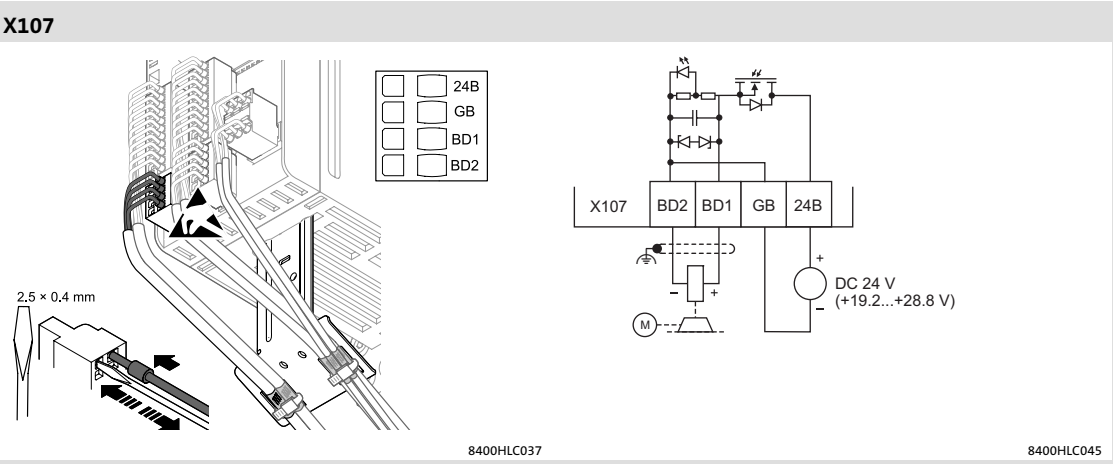 X107
24B
GB
BD1
BD2
2.5 × 0.4 mm
8400HLC037
X107 BD2 BD1 GB 24B
+
DC 24 V
(+19.2...+28.8 V)
–
– +
M
8400HLC045